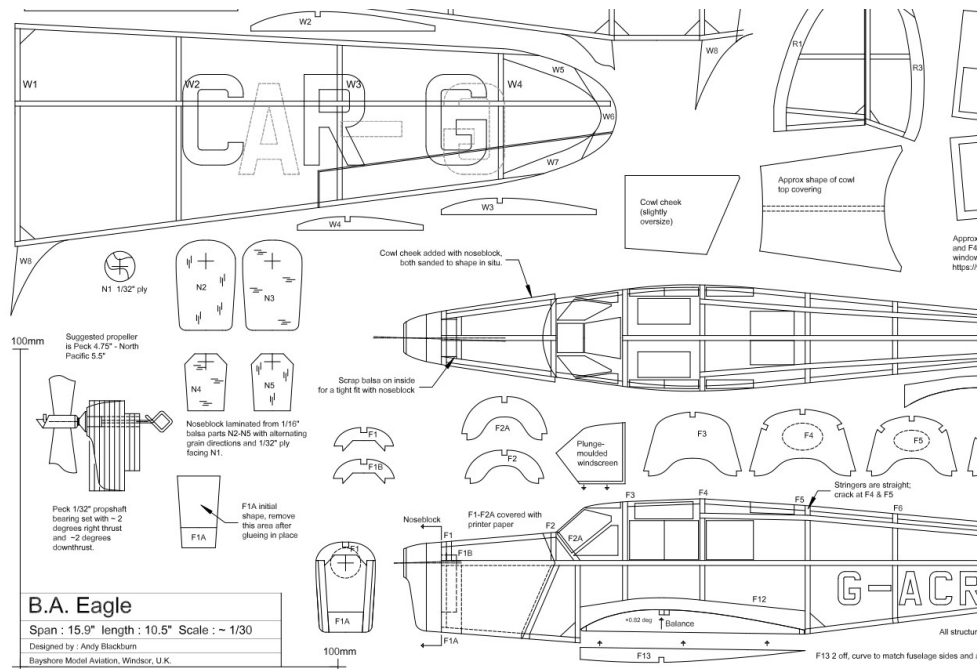 W2
W8
R1
R3
W1
W2
W3
W4
W5
W6
W7
CAR-G
G
W4
W3
W8
Cowl cheek
(slightly
oversize)
Approx shape of cowl
top covering
Approx
and F4
window
https://
N1 1/32" ply
N2
N3
Cowl cheek added with noseblock,
both sanded to shape in situ.
100mm
Suggested propeller
is Peck 4.75" - North
Pacific 5.5"
N4
N5
Scrap balsa on inside
for a tight fit with noseblock
Noseblock laminated from 1/16"
balsa parts N2-N5 with alternating
grain directions and 1/32" ply
facing N1.
F1
F1B
F2A
F2
Plunge-
moulded
windscreen
F3
F4
F5
Stringers are straight;
crack at F4 & F5
Peck 1/32" propshaft
bearing set with ~ 2
degrees right thrust
and ~2 degrees
downthrust.
F1A
F1A initial
shape, remove
this area after
glueing in place
Noseblock
F1-F2A covered with
printer paper
F1
F1B
F2
F2A
F3
F4
F5
F6
F1
F1A
F1A
G-ACR
F12
+0.82 deg
Balance
F13
All structur
F13 2 off, curve to match fuselage sides and
B.A. Eagle
Span : 15.9" length : 10.5" Scale : ~ 1/30
Designed by : Andy Blackburn
Bayshore Model Aviation, Windsor, U.K.
100mm